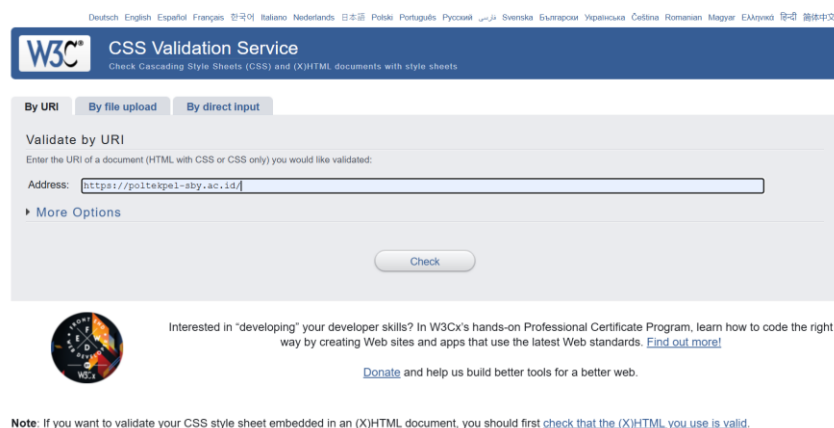 Deutsch English Español Français 한국어 Italiano Nederlands 日本語 Polski Português Русский فارسی Svenska Български Українська Čeština Romanian Magyar Ελληνικά हिन्दी 简体中文
W3C® CSS Validation Service
Check Cascading Style Sheets (CSS) and (X)HTML documents with style sheets
By URI By file upload By direct input
Validate by URI
Enter the URI of a document (HTML with CSS or CSS only) you would like validated:
Address: https://poltekpel-sby.ac.id/
More Options
Check
Interested in “developing” your developer skills? In W3Cx's hands-on Professional Certificate Program, learn how to code the right
way by creating Web sites and apps that use the latest Web standards. Find out more!
Donate and help us build better tools for a better web.
Note: If you want to validate your CSS style sheet embedded in an (X)HTML document, you should first check that the (X)HTML you use is valid.